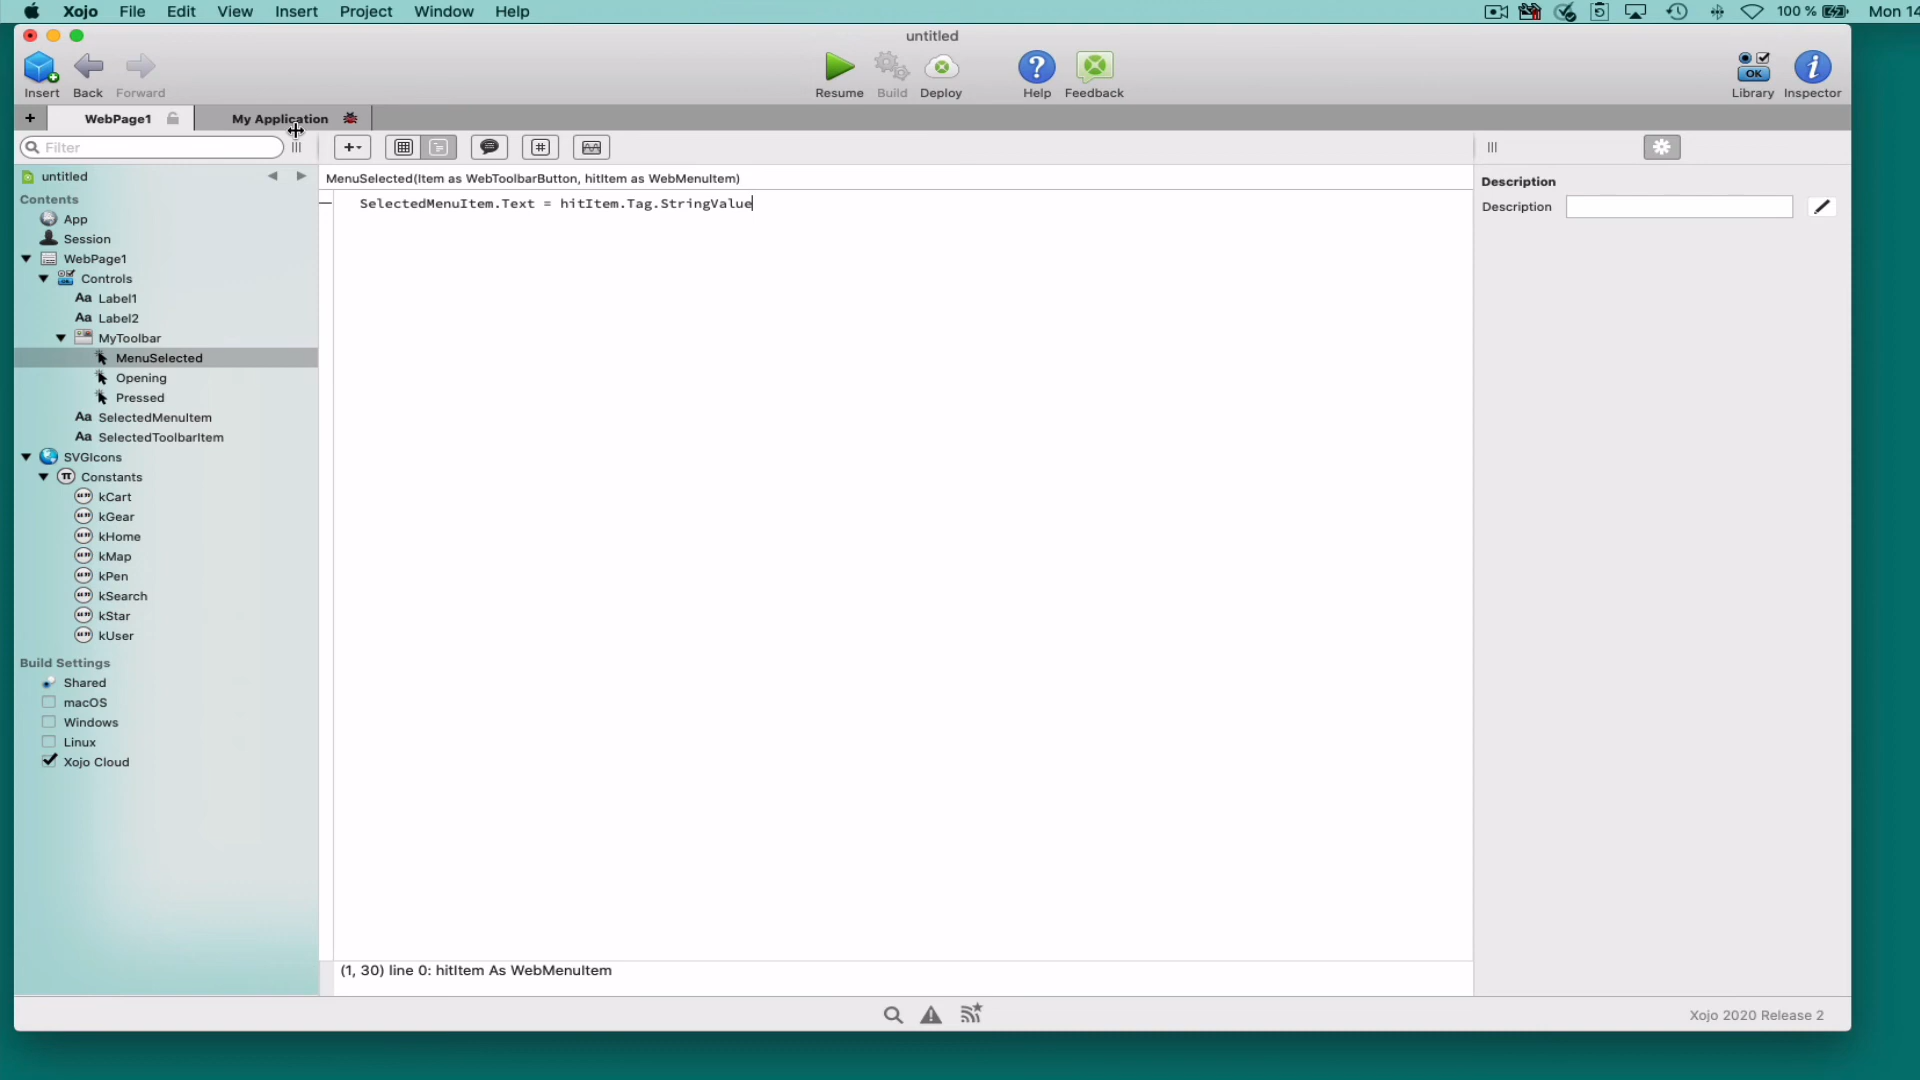 Xojo File Edit View Insert Project Window Help 100 % Mon 14
untitled
Insert Back Forward Resume Build Deploy Help Feedback Library Inspector
WebPage1 My Application
Filter
untitled
MenuSelected(Item as WebToolbarButton, hitItem as WebMenuItem)
Description
Contents
SelectedMenuItem.Text = hitItem.Tag.StringValue
Description
App
Session
WebPage1
Controls
Label1
Label2
MyToolbar
MenuSelected
Opening
Pressed
SelectedMenuItem
SelectedToolbarItem
SVGIcons
Constants
kCart
kGear
kHome
kMap
kPen
kSearch
kStar
kUser
Build Settings
Shared
macOS
Windows
Linux
Xojo Cloud
(1, 30) line 0: hitItem As WebMenuItem
Xojo 2020 Release 2